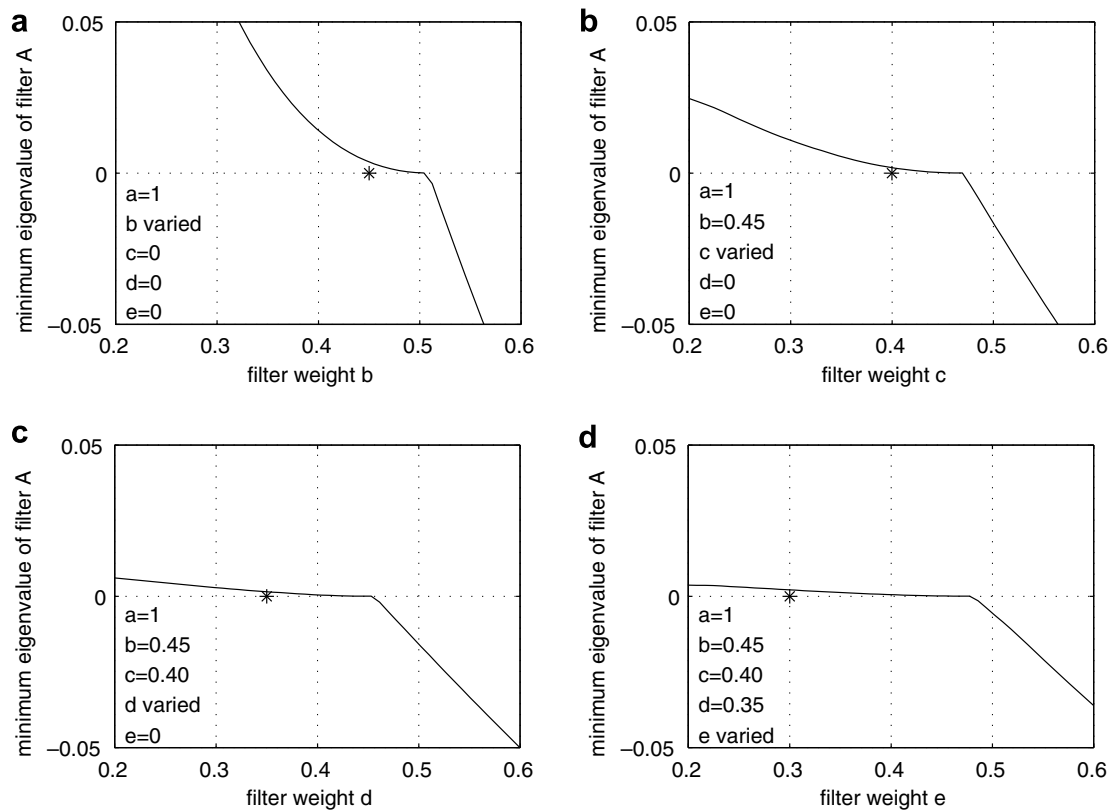 a
minimum eigenvalue of filter A
0.05
0
−0.05
a=1
b varied
c=0
d=0
e=0
0.2 0.3 0.4 0.5 0.6
filter weight b
b
minimum eigenvalue of filter A
0.05
0
−0.05
a=1
b=0.45
c varied
d=0
e=0
0.2 0.3 0.4 0.5 0.6
filter weight c
c
minimum eigenvalue of filter A
0.05
0
−0.05
a=1
b=0.45
c=0.40
d varied
e=0
0.2 0.3 0.4 0.5 0.6
filter weight d
d
minimum eigenvalue of filter A
0.05
0
−0.05
a=1
b=0.45
c=0.40
d=0.35
e varied
0.2 0.3 0.4 0.5 0.6
filter weight e